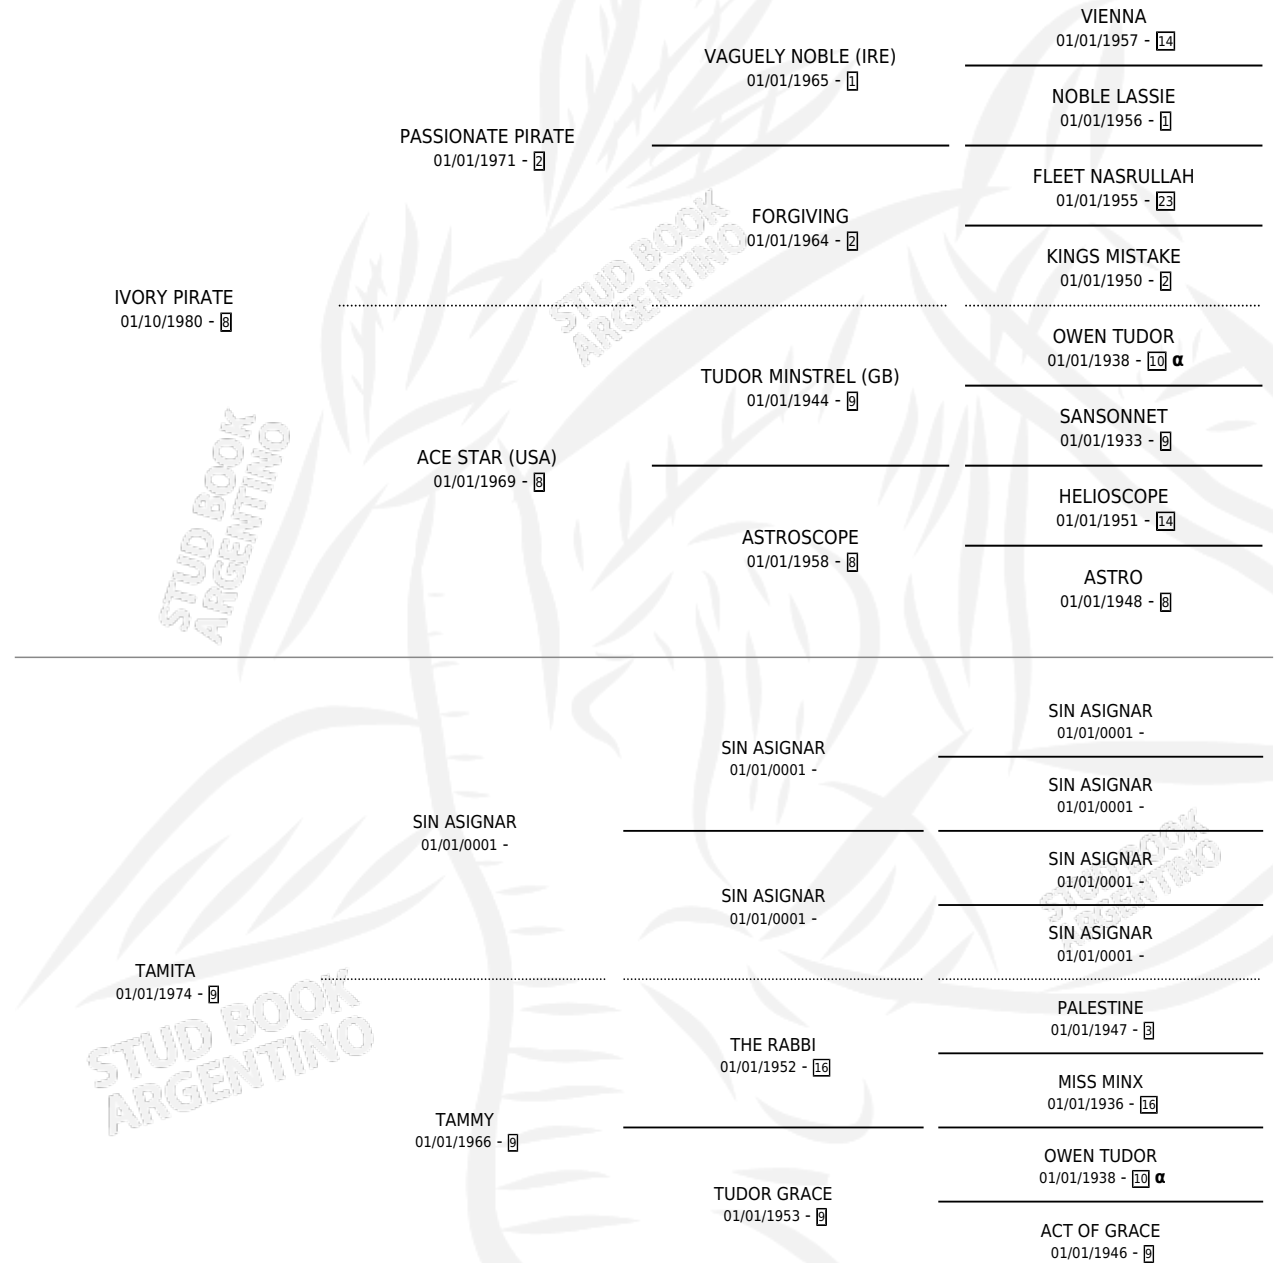 VIENNA
01/01/1957 - 14
VAGUELY NOBLE (IRE)
01/01/1965 - 1
NOBLE LASSIE
01/01/1956 - 1
PASSIONATE PIRATE
01/01/1971 - 2
FLEET NASRULLAH
01/01/1955 - 23
FORGIVING
01/01/1964 - 2
KINGS MISTAKE
01/01/1950 - 2
IVORY PIRATE
01/10/1980 - 8
OWEN TUDOR
01/01/1938 - 10 α
TUDOR MINSTREL (GB)
01/01/1944 - 9
SANSONNET
01/01/1933 - 9
ACE STAR (USA)
01/01/1969 - 8
HELIOSCOPE
01/01/1951 - 14
ASTROSCOPE
01/01/1958 - 8
ASTRO
01/01/1948 - 8
SIN ASIGNAR
01/01/0001 -
SIN ASIGNAR
01/01/0001 -
SIN ASIGNAR
01/01/0001 -
SIN ASIGNAR
01/01/0001 -
SIN ASIGNAR
01/01/0001 -
SIN ASIGNAR
01/01/0001 -
SIN ASIGNAR
01/01/0001 -
TAMITA
01/01/1974 - 9
PALESTINE
01/01/1947 - 3
THE RABBI
01/01/1952 - 16
MISS MINX
01/01/1936 - 16
TAMMY
01/01/1966 - 9
OWEN TUDOR
01/01/1938 - 10 α
TUDOR GRACE
01/01/1953 - 9
ACT OF GRACE
01/01/1946 - 9
STUD BOOK
ARGENTINO
STUD BOOK
ARGENTINO
STUD BOOK
ARGENTINO
STUD BOOK
ARGENTINO